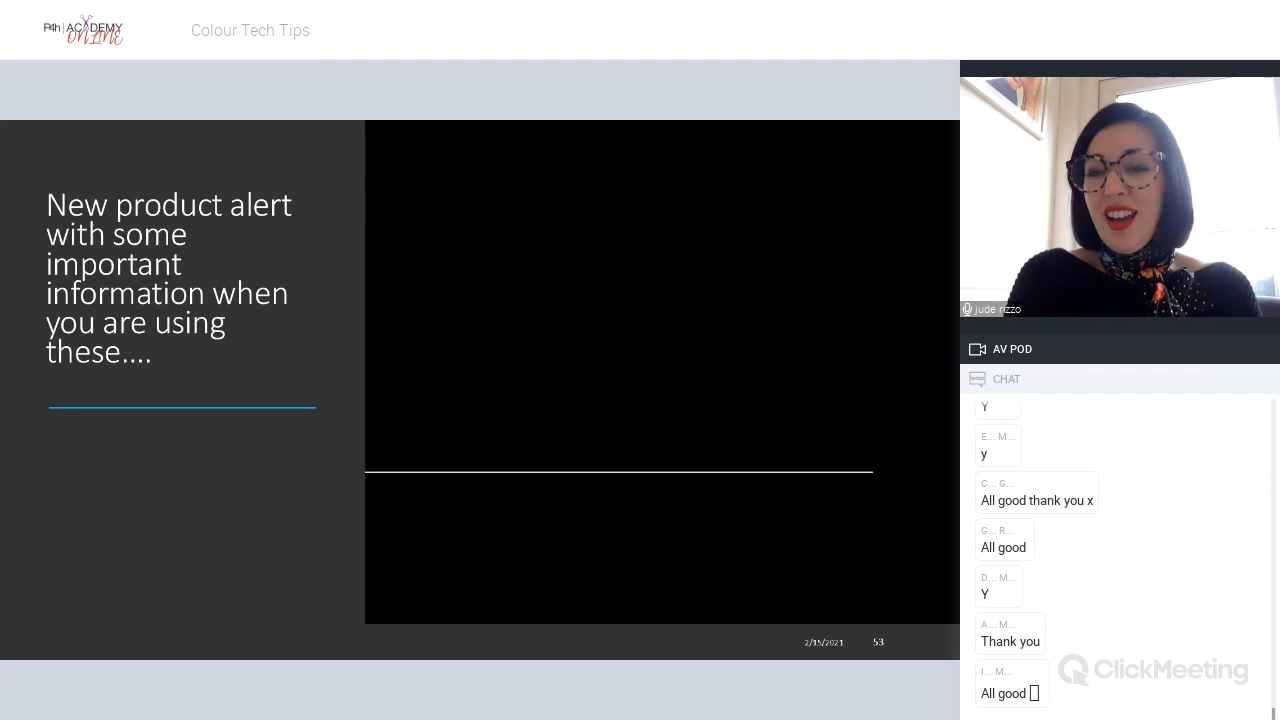 P4h ACADEMY
ONLINE
Colour Tech Tips
New product alert
with some
important
information when
you are using
these....
2/15/2021
53
jude rizzo
AV POD
CHAT
Y
E... M...
y
C... G...
All good thank you x
G... R...
All good
D... M...
Y
A... M...
Thank you
I... M...
All good
ClickMeeting